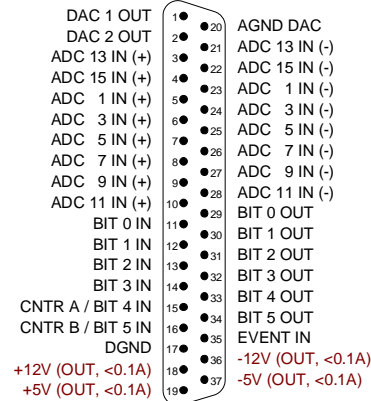 DAC 1 OUT 1
DAC 2 OUT 2
ADC 13 IN (+) 3
ADC 15 IN (+) 4
ADC 1 IN (+) 5
ADC 3 IN (+) 6
ADC 5 IN (+) 7
ADC 7 IN (+) 8
ADC 9 IN (+) 9
ADC 11 IN (+) 10
BIT 0 IN 11
BIT 1 IN 12
BIT 2 IN 13
BIT 3 IN 14
CNTR A / BIT 4 IN 15
CNTR B / BIT 5 IN 16
DGND 17
+12V (OUT, <0.1A) 18
+5V (OUT, <0.1A) 19
20 AGND DAC
21 ADC 13 IN (-)
22 ADC 15 IN (-)
23 ADC 1 IN (-)
24 ADC 3 IN (-)
25 ADC 5 IN (-)
26 ADC 7 IN (-)
27 ADC 9 IN (-)
28 ADC 11 IN (-)
29 BIT 0 OUT
30 BIT 1 OUT
31 BIT 2 OUT
32 BIT 3 OUT
33 BIT 4 OUT
34 BIT 5 OUT
35 EVENT IN
36 -12V (OUT, <0.1A)
37 -5V (OUT, <0.1A)